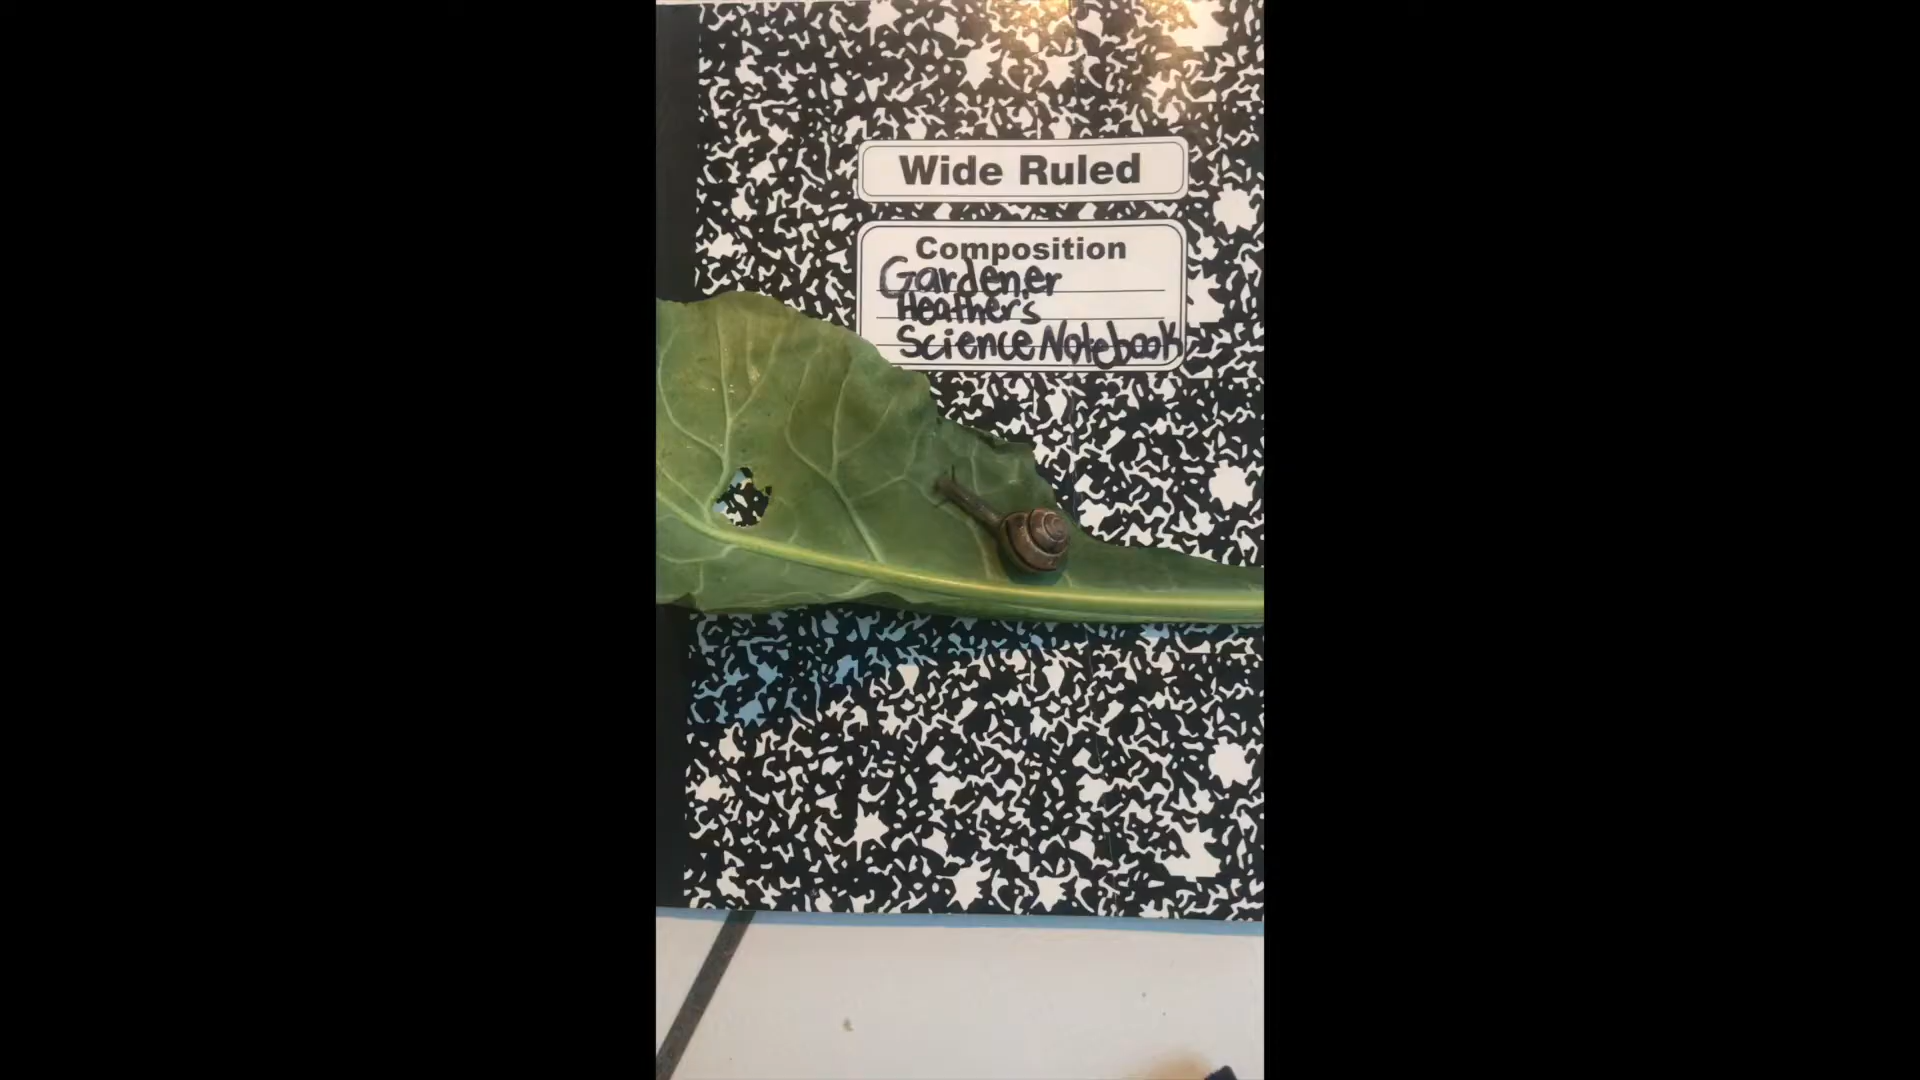 Wide Ruled
Composition
Gardener
Heather's
Science Notebook